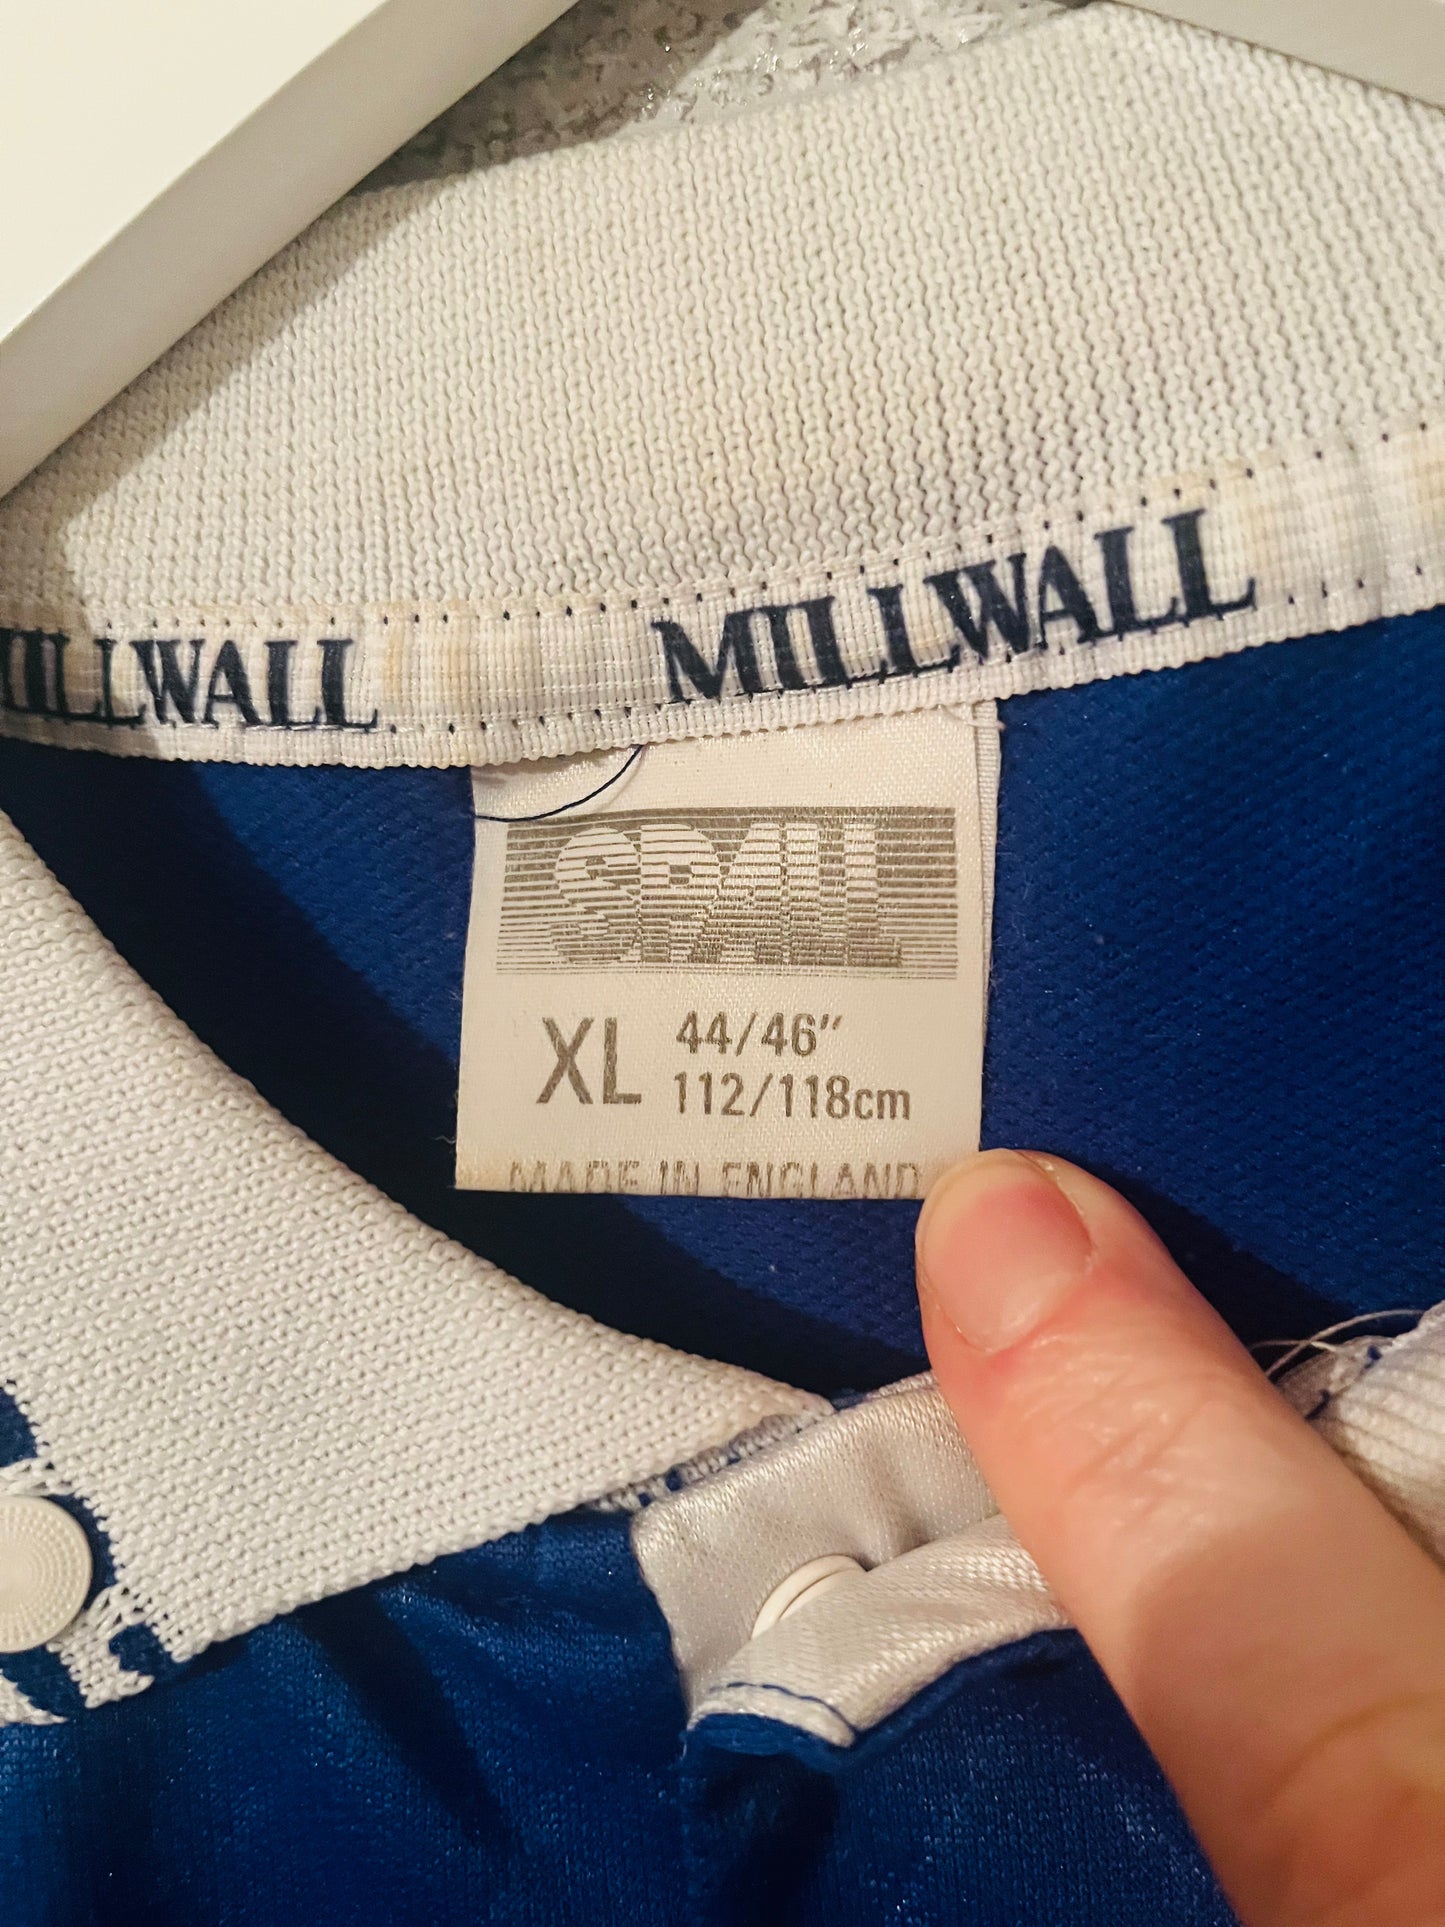 MILLWALL MILLWALL
SPALL
XL 44/46"
112/118cm
MADE IN ENGLAND